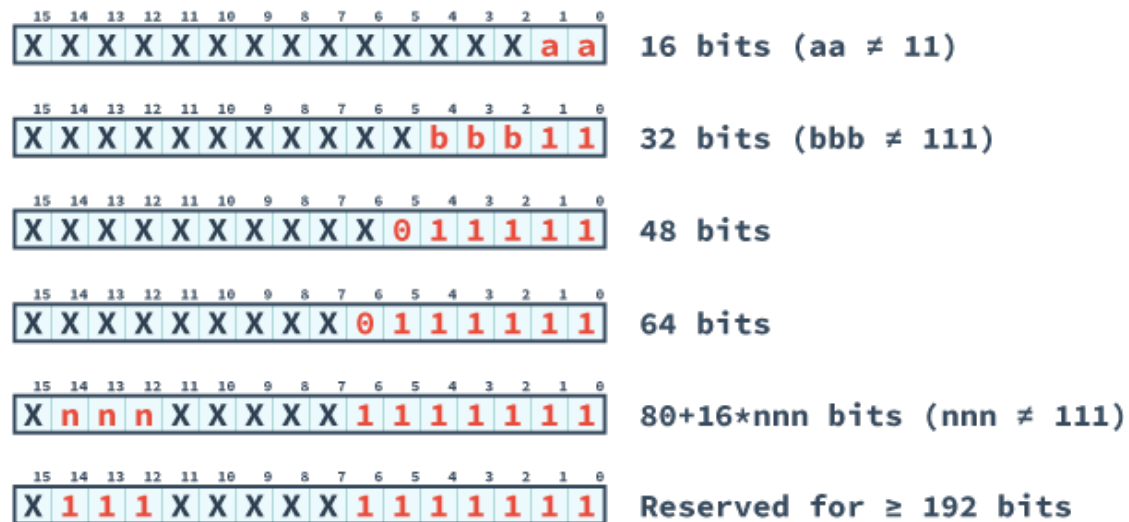 15 14 13 12 11 10 9 8 7 6 5 4 3 2 1 0
X X X X X X X X X X X X X X a a 16 bits (aa ≠ 11)
15 14 13 12 11 10 9 8 7 6 5 4 3 2 1 0
X X X X X X X X X X X b b b 1 1 32 bits (bbb ≠ 111)
15 14 13 12 11 10 9 8 7 6 5 4 3 2 1 0
X X X X X X X X X X 0 1 1 1 1 1 48 bits
15 14 13 12 11 10 9 8 7 6 5 4 3 2 1 0
X X X X X X X X X 0 1 1 1 1 1 1 64 bits
15 14 13 12 11 10 9 8 7 6 5 4 3 2 1 0
X n n n X X X X X 1 1 1 1 1 1 1 80+16*nnn bits (nnn ≠ 111)
15 14 13 12 11 10 9 8 7 6 5 4 3 2 1 0
X 1 1 1 X X X X X 1 1 1 1 1 1 1 Reserved for ≥ 192 bits